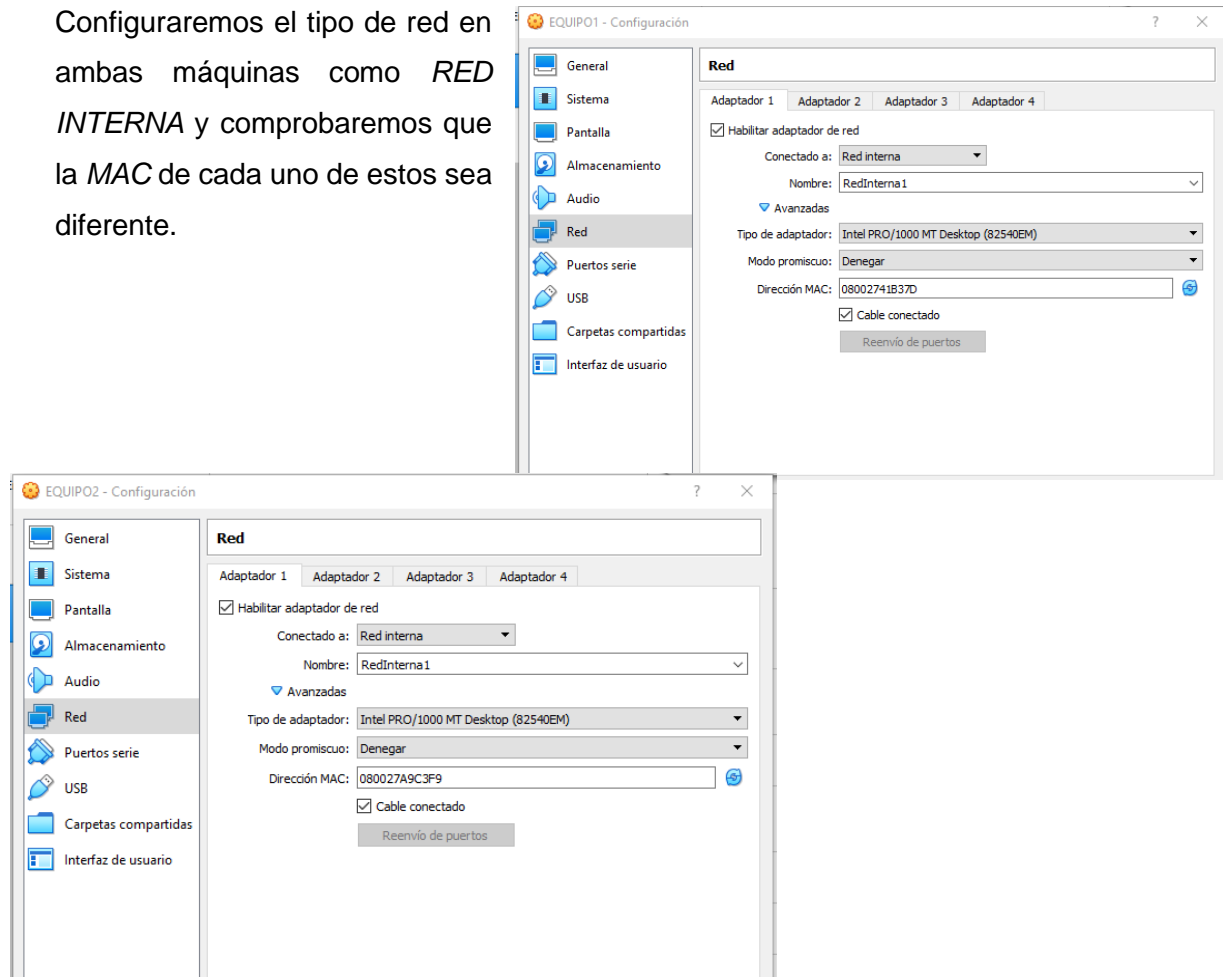 Configuraremos el tipo de red en
ambas máquinas como RED
INTERNA y comprobaremos que
la MAC de cada uno de estos sea
diferente.
EQUIPO1 - Configuración
?
General
Sistema
Pantalla
Almacenamiento
Audio
Red
Puertos serie
USB
Carpetas compartidas
Interfaz de usuario
Red
Adaptador 1 Adaptador 2 Adaptador 3 Adaptador 4
Habilitar adaptador de red
Conectado a: Red interna
Nombre: RedInterna1
Avanzadas
Tipo de adaptador: Intel PRO/1000 MT Desktop (82540EM)
Modo promiscuo: Denegar
Dirección MAC: 08002741B37D
Cable conectado
Reenvío de puertos
EQUIPO2 - Configuración
?
General
Sistema
Pantalla
Almacenamiento
Audio
Red
Puertos serie
USB
Carpetas compartidas
Interfaz de usuario
Red
Adaptador 1 Adaptador 2 Adaptador 3 Adaptador 4
Habilitar adaptador de red
Conectado a: Red interna
Nombre: RedInterna1
Avanzadas
Tipo de adaptador: Intel PRO/1000 MT Desktop (82540EM)
Modo promiscuo: Denegar
Dirección MAC: 080027A9C3F9
Cable conectado
Reenvío de puertos